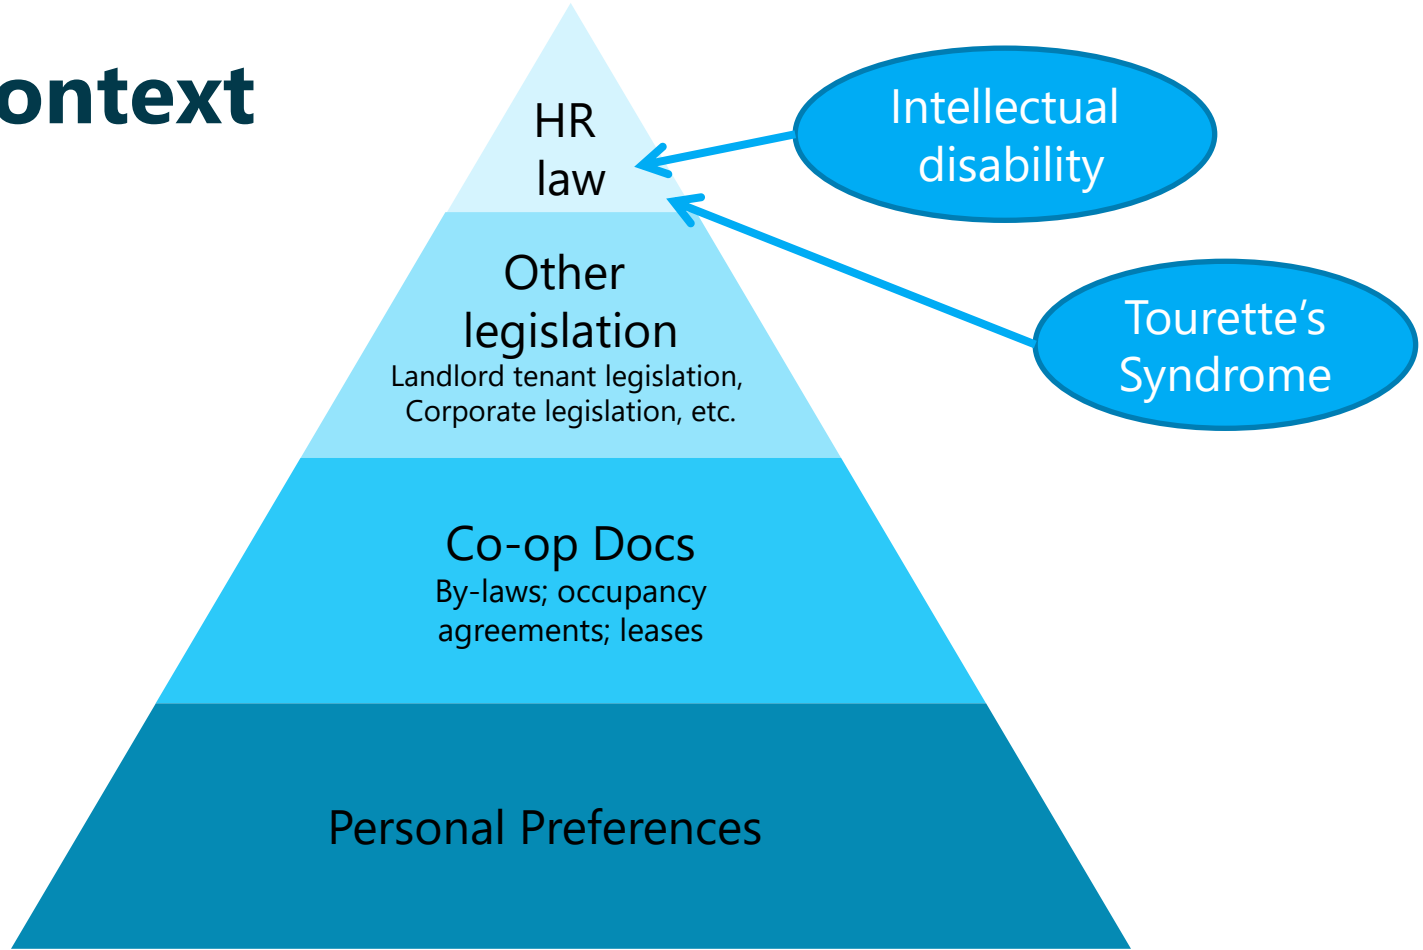 ontext
HR
law
Intellectual
disability
Other
legislation
Landlord tenant legislation,
Corporate legislation, etc.
Tourette’s
Syndrome
Co-op Docs
By-laws; occupancy
agreements; leases
Personal Preferences